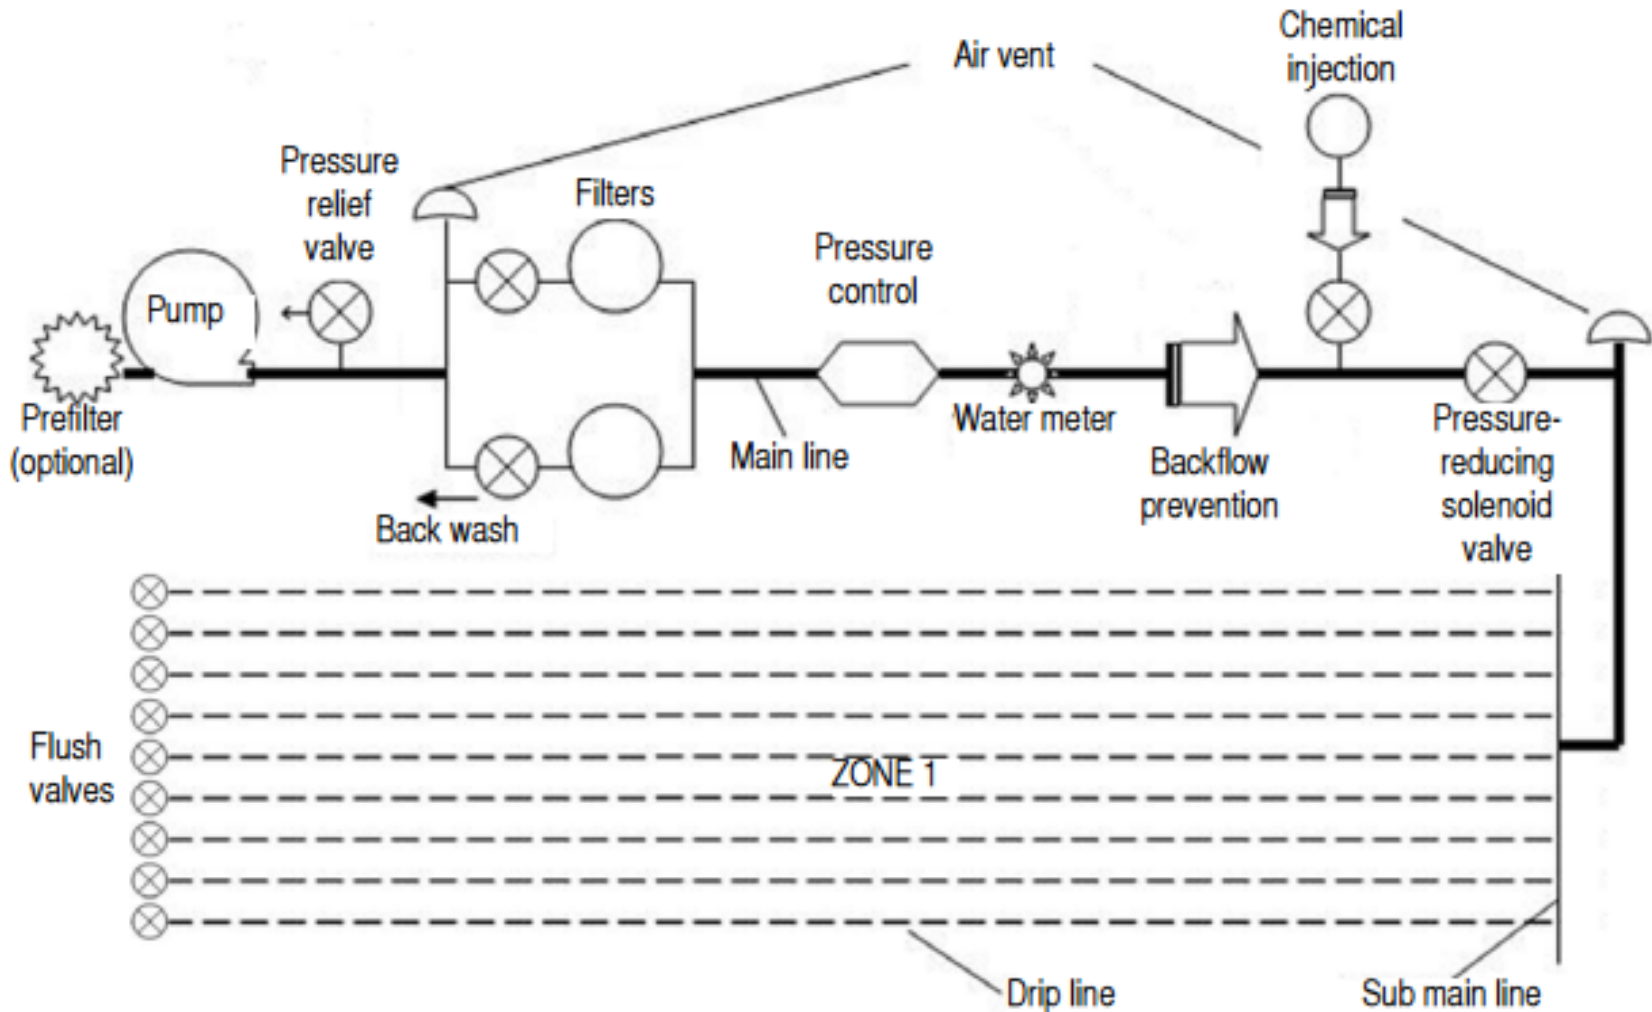 Chemical
injection
Air vent
Pressure
relief
valve
Filters
Pressure
control
Pump
Prefilter
(optional)
Main line
Water meter
Backflow
prevention
Pressure-
reducing
solenoid
valve
Back wash
Flush
valves
ZONE 1
Drip line
Sub main line